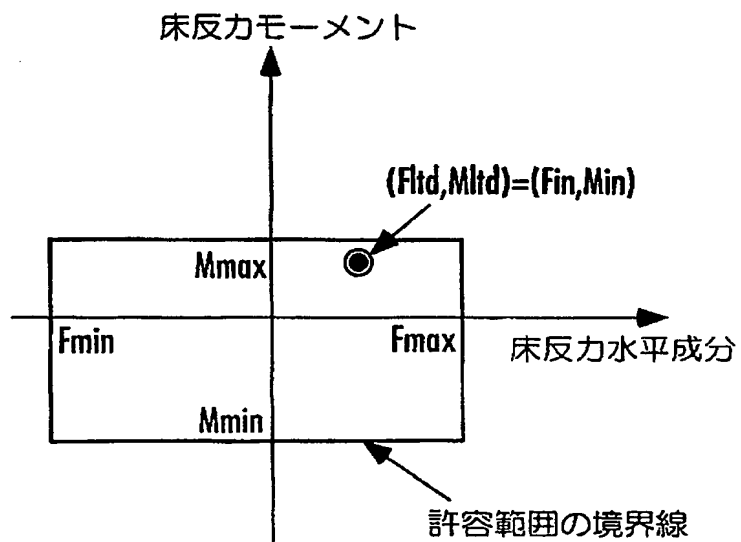 床反力モーメント
(Fltd,Mltd)=(Fin,Min)
Mmax
Fmin
Fmax
床反力水平成分
Mmin
許容範囲の境界線